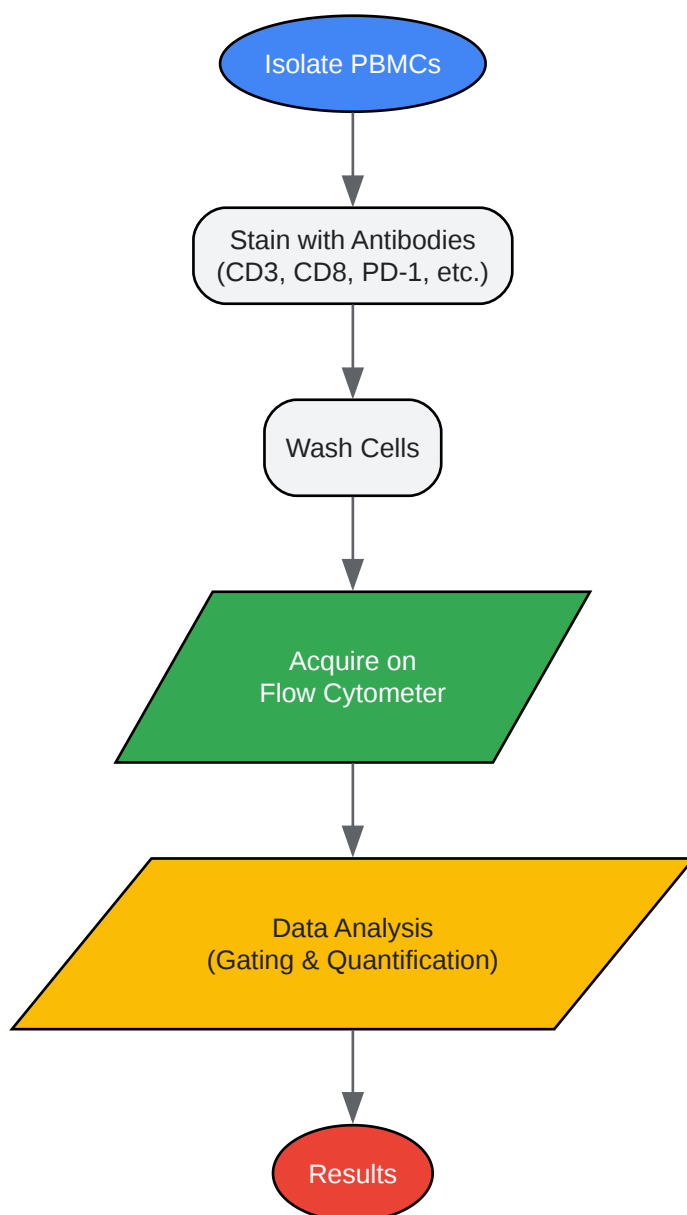 Isolate PBMCs
Stain with Antibodies
(CD3, CD8, PD-1, etc.)
Wash Cells
Acquire on
Flow Cytometer
Data Analysis
(Gating & Quantification)
Results